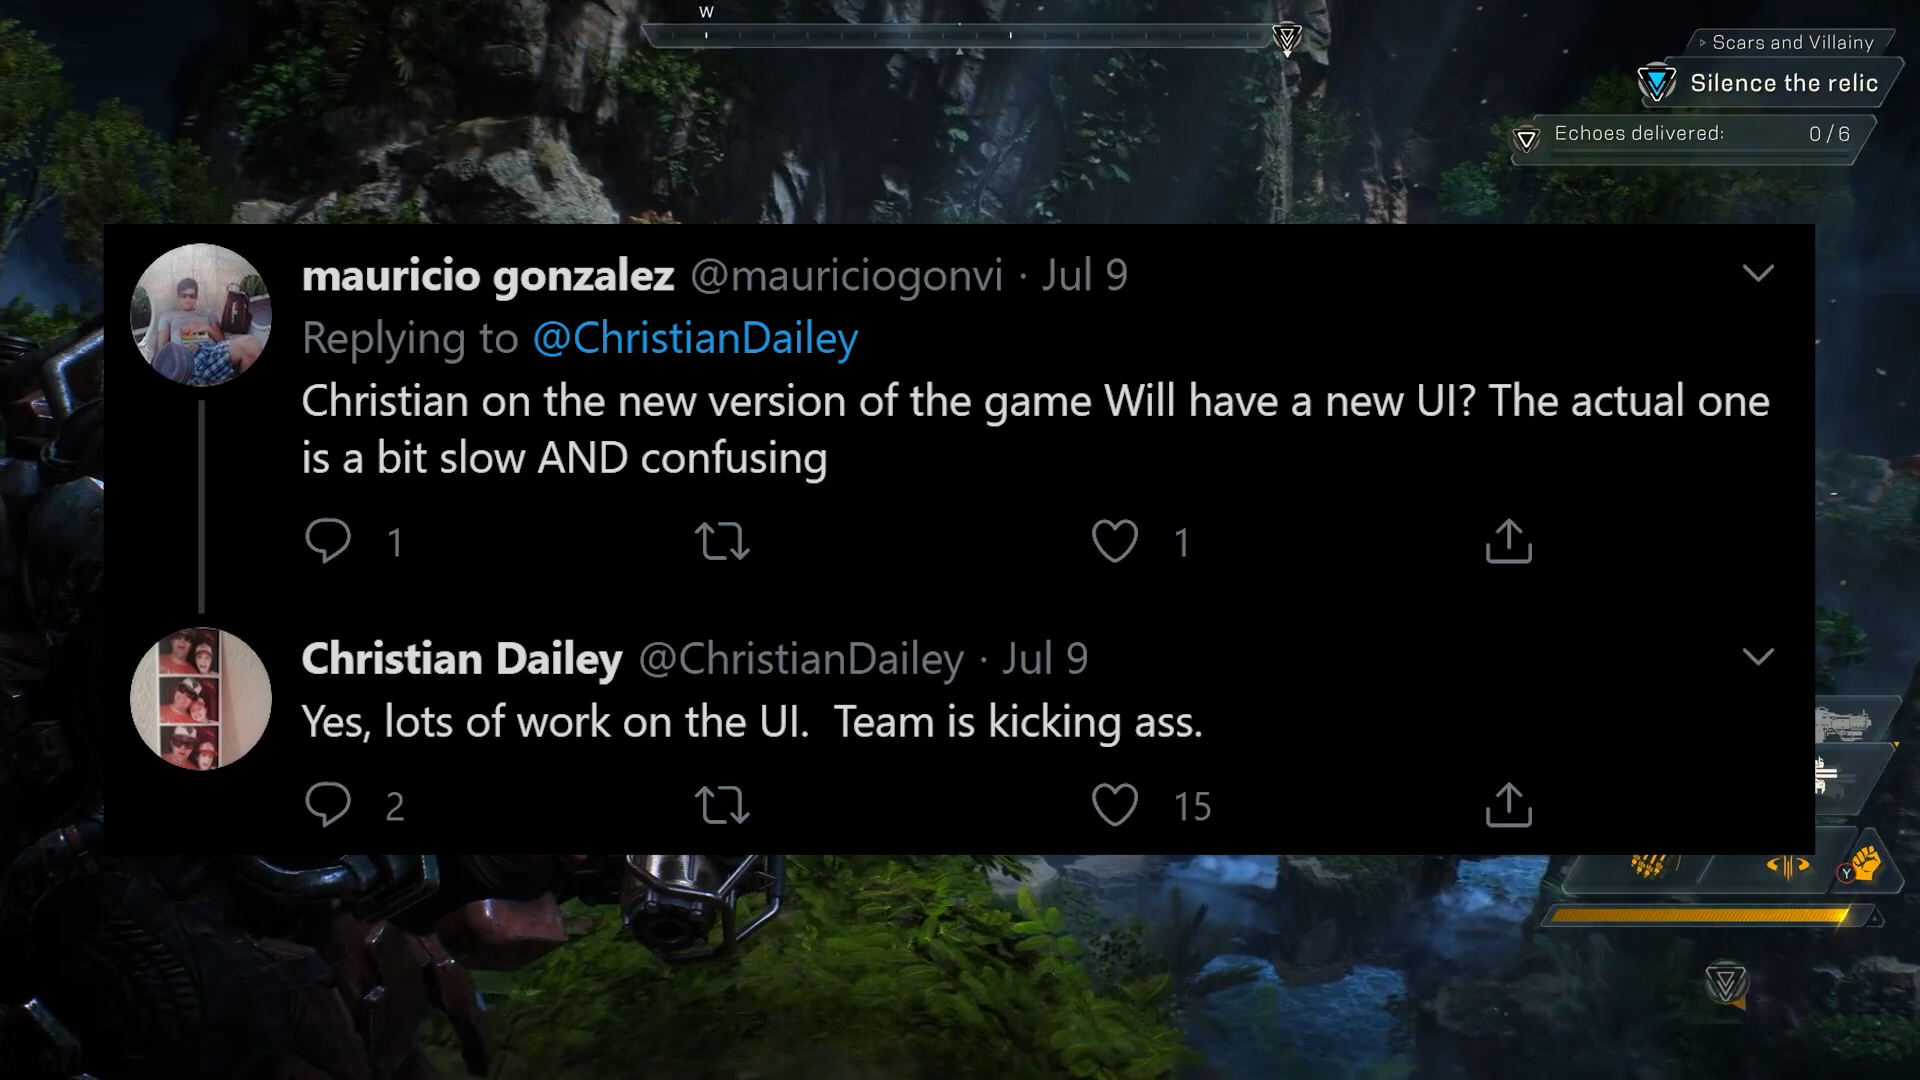 W
Scars and Villainy
Silence the relic
Echoes delivered: 0 / 6
mauricio gonzalez @mauriciogonvi · Jul 9
Replying to @ChristianDailey
Christian on the new version of the game Will have a new UI? The actual one
is a bit slow AND confusing
1 1
Christian Dailey @ChristianDailey · Jul 9
Yes, lots of work on the UI.  Team is kicking ass.
2 15
Y